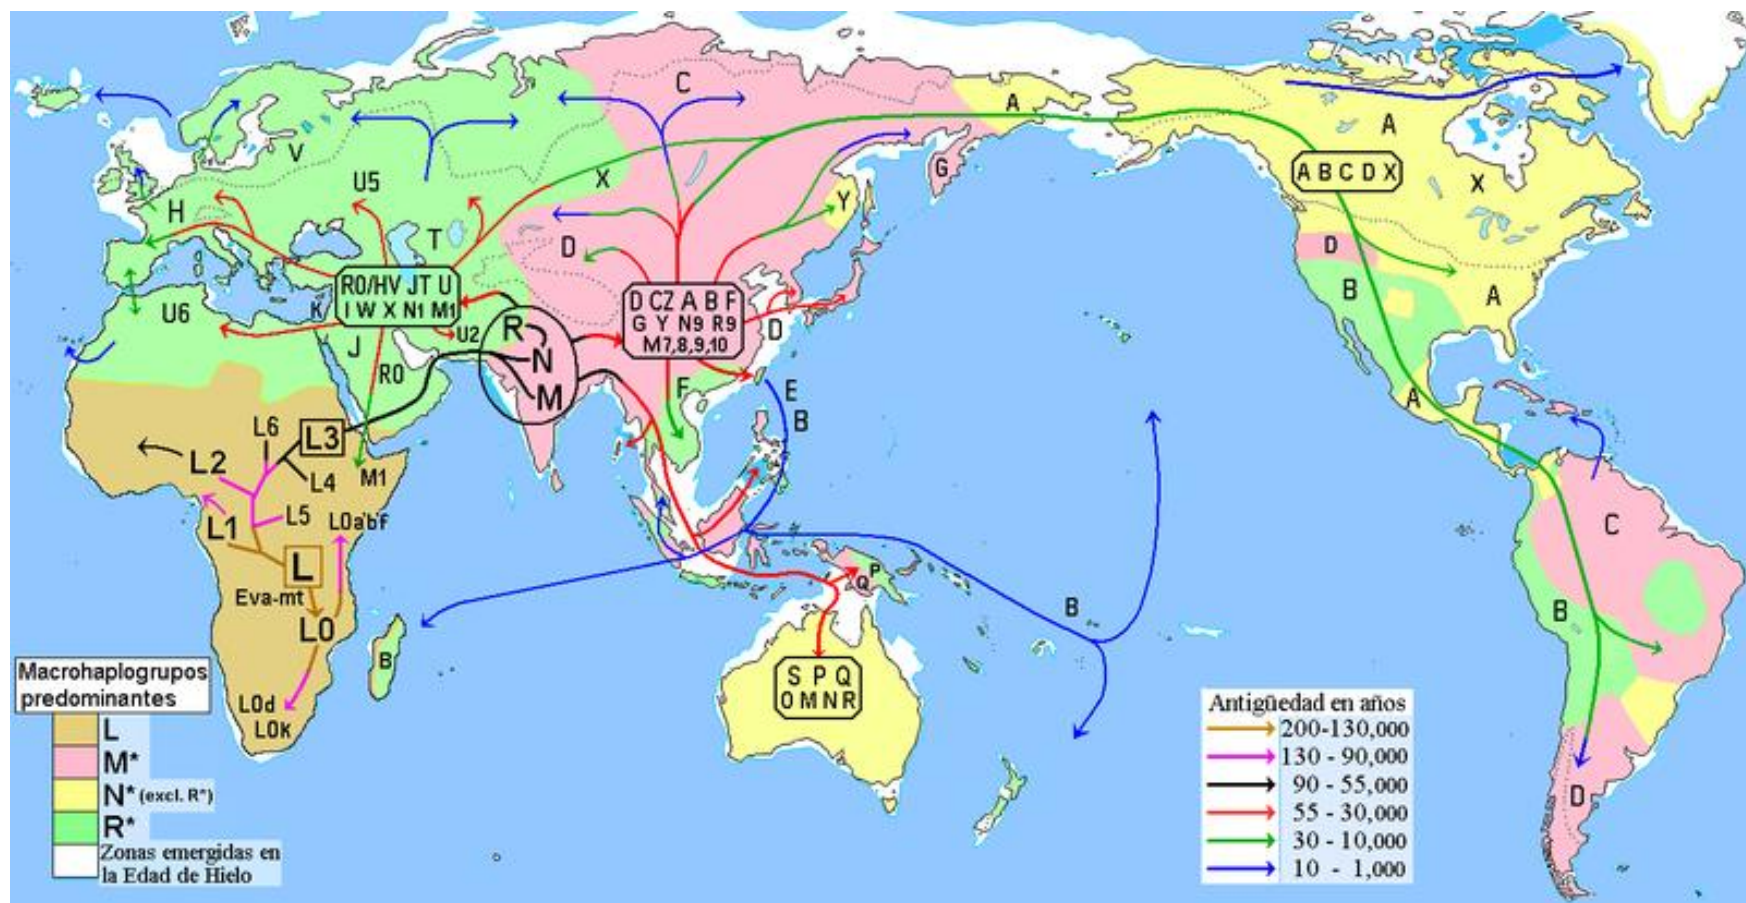 C
A
A
V
G
A B C D X
X
X
U5
Y
H
T
D
D
R0/HV JT U
I W X N1 M1
D CZ A B F
G Y N9 R9
M7,8,9,10
B
A
U6
K
U2
R
D
J
N
R0
M
F
E
B
A
L6
L3
L2
L4
M1
L1
L5
L0a'b'f
C
L
Eva-mt
P
Q
B
B
L0
B
Macrohaplogrupos
predominantes
L0d
L0k
S P Q
O M N R
L
M*
N* (excl. R*)
R*
Zonas emergidas en
la Edad de Hielo
Antigüedad en años
200-130,000
130 - 90,000
90 - 55,000
55 - 30,000
30 - 10,000
10 - 1,000
D